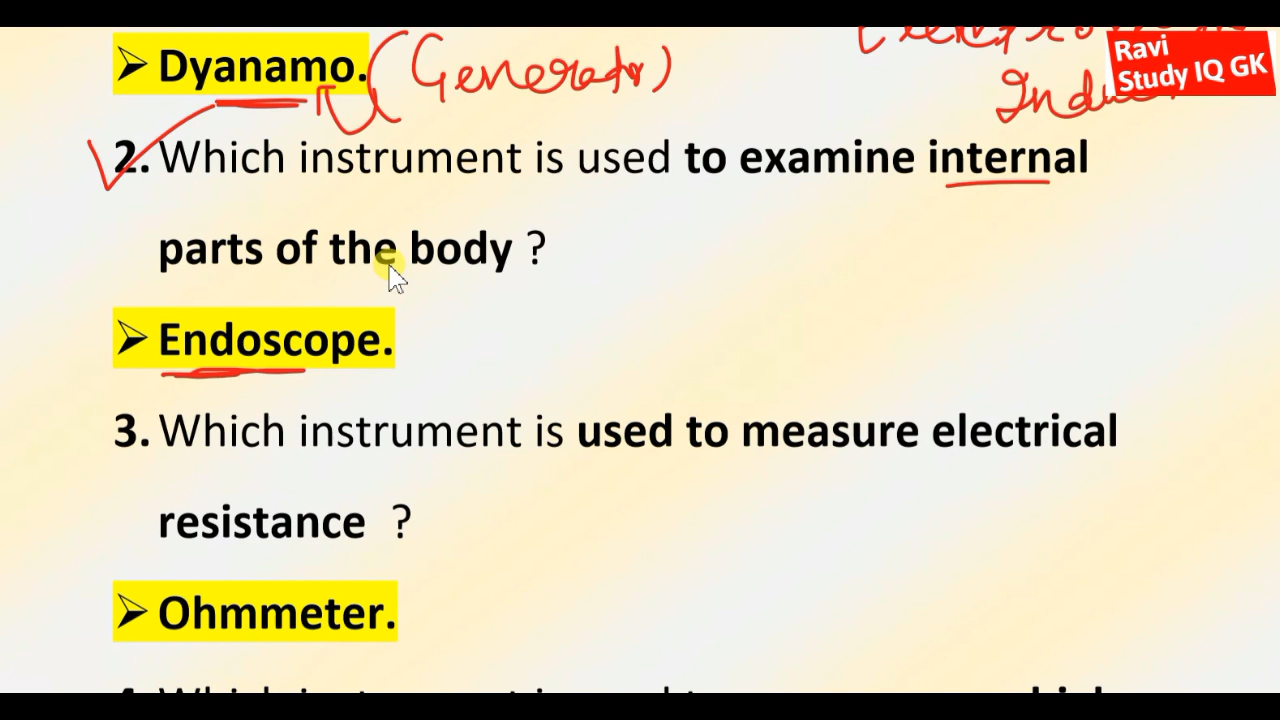 ➢ Dyanamo. (Generator)
Ravi
Study IQ GK
2. Which instrument is used to examine internal
parts of the body ?
➢ Endoscope.
3. Which instrument is used to measure electrical
resistance ?
➢ Ohmmeter.